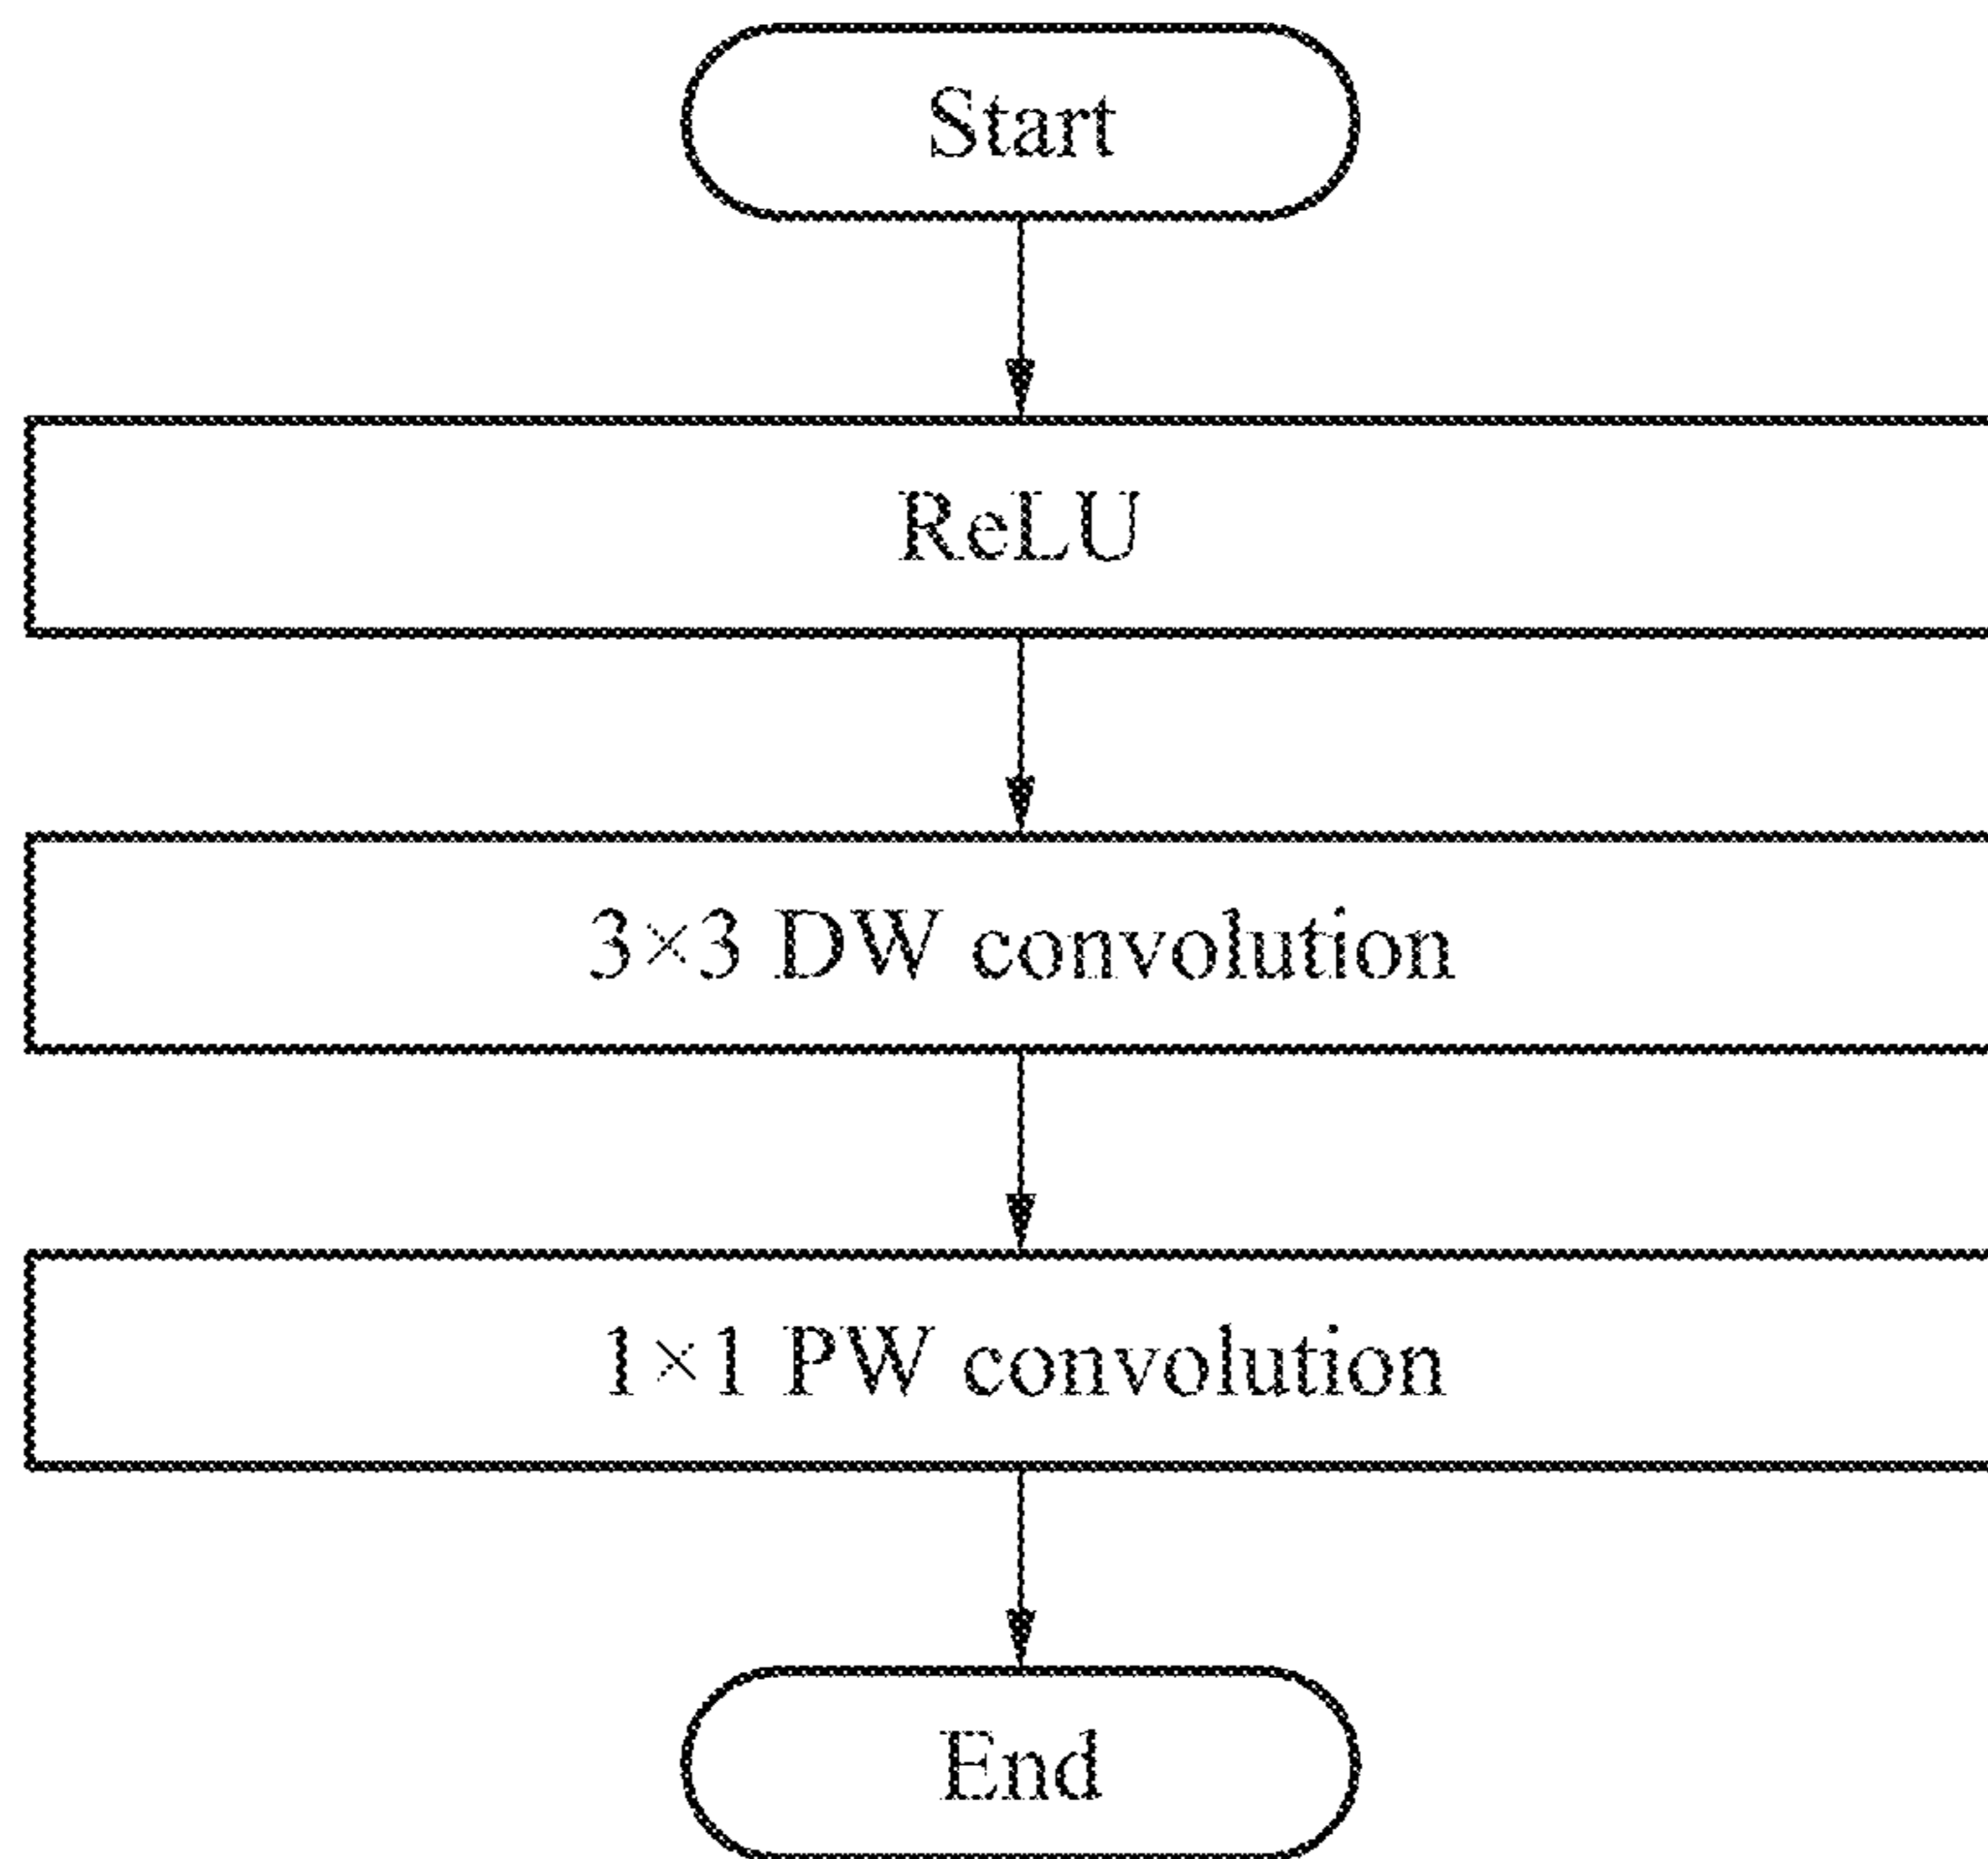 Start
ReLU
3×3 DW convolution
1×1 PW convolution
End